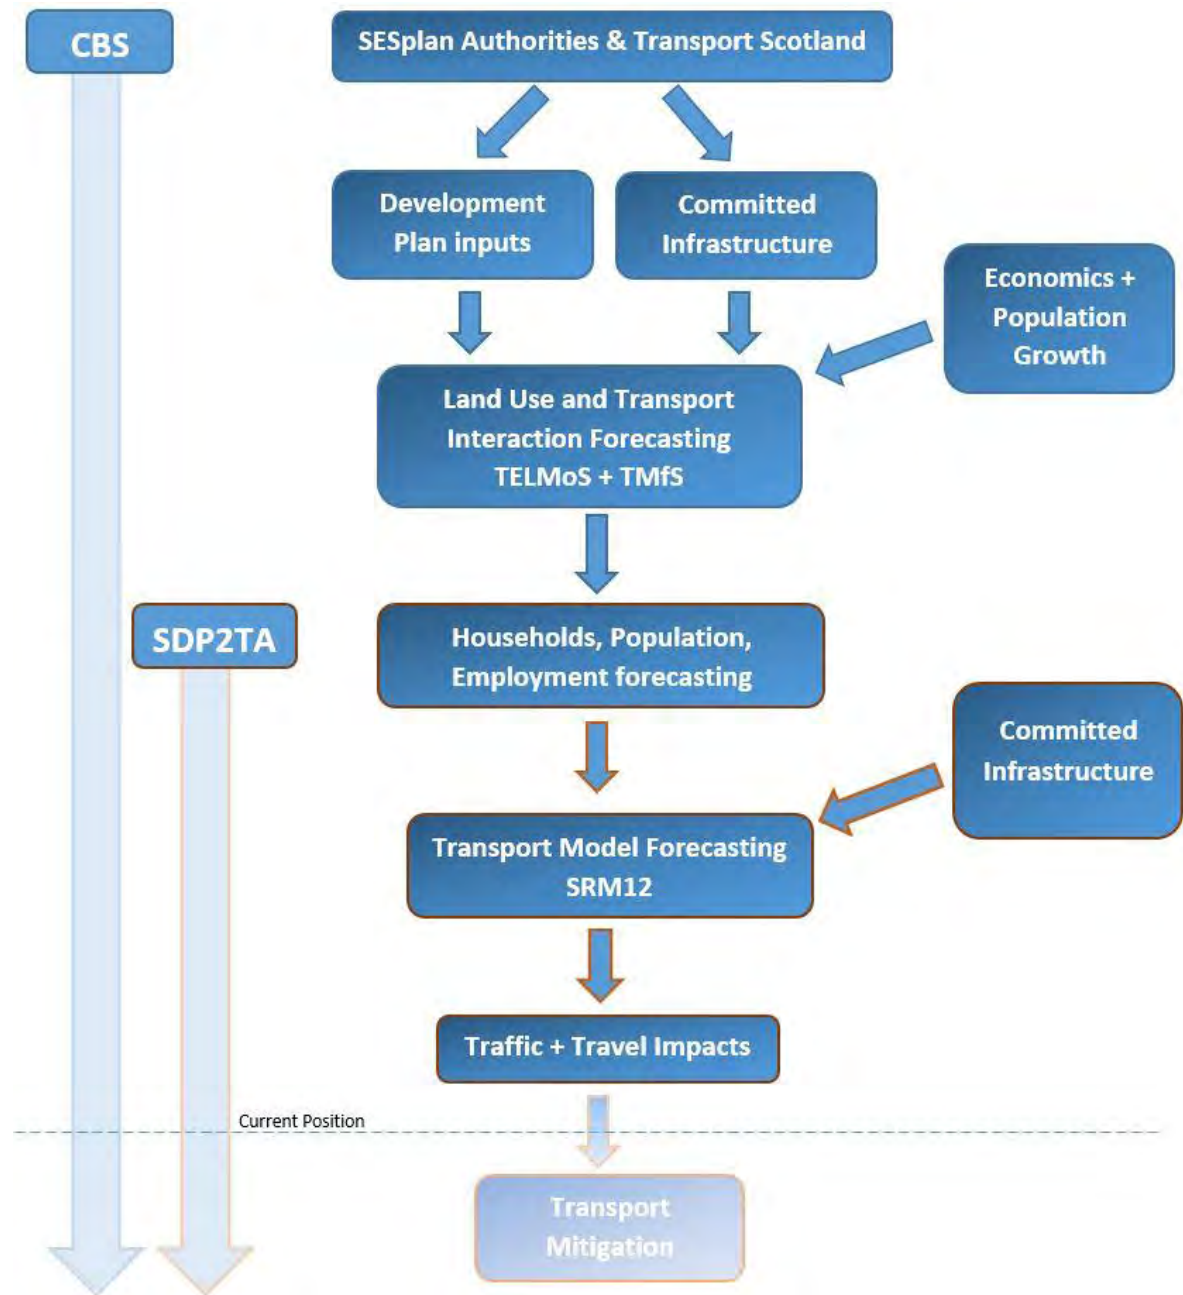 CBS
SESplan Authorities & Transport Scotland
Development
Plan inputs
Committed
Infrastructure
Economics +
Population
Growth
Land Use and Transport
Interaction Forecasting
TELMoS + TMfS
SDP2TA
Households, Population,
Employment forecasting
Committed
Infrastructure
Transport Model Forecasting
SRM12
Traffic + Travel Impacts
Current Position
Transport
Mitigation